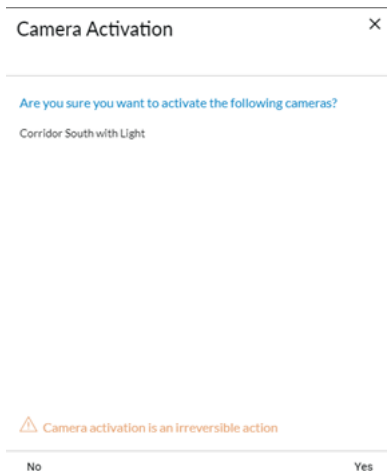 Camera Activation
Are you sure you want to activate the following cameras?
Corridor South with Light
Camera activation is an irreversible action
No Yes